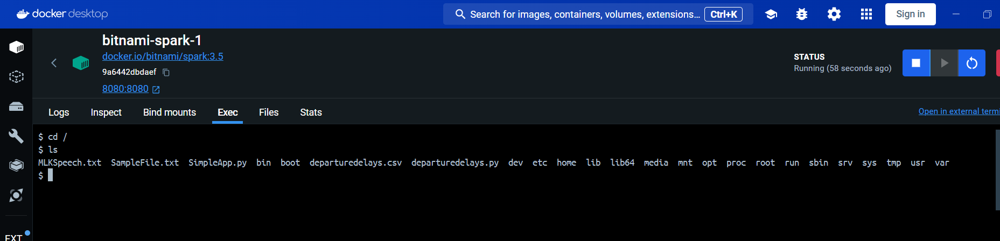 docker desktop
Search for images, containers, volumes, extensions... Ctrl+K
Sign in
bitnami-spark-1
docker.io/bitnami/spark:3.5
9a6442dbdaef
8080:8080
STATUS
Running (58 seconds ago)
Logs Inspect Bind mounts Exec Files Stats
Open in external termi
$ cd /
$ ls
MLKSpeech.txt SampleFile.txt SimpleApp.py bin boot departuredelays.csv departuredelays.py dev etc home lib lib64 media mnt opt proc root run sbin srv sys tmp usr var
$
EXT